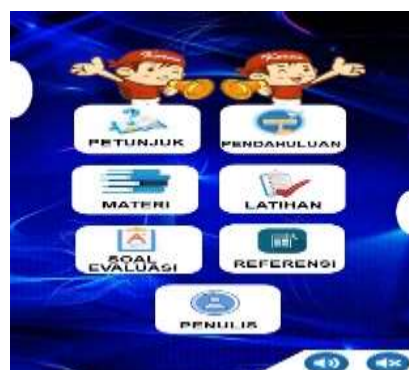 PETUNJUK
PENDAHULUAN
MATERI
LATIHAN
SOAL
EVALUASI
REFERENSI
PENULIS